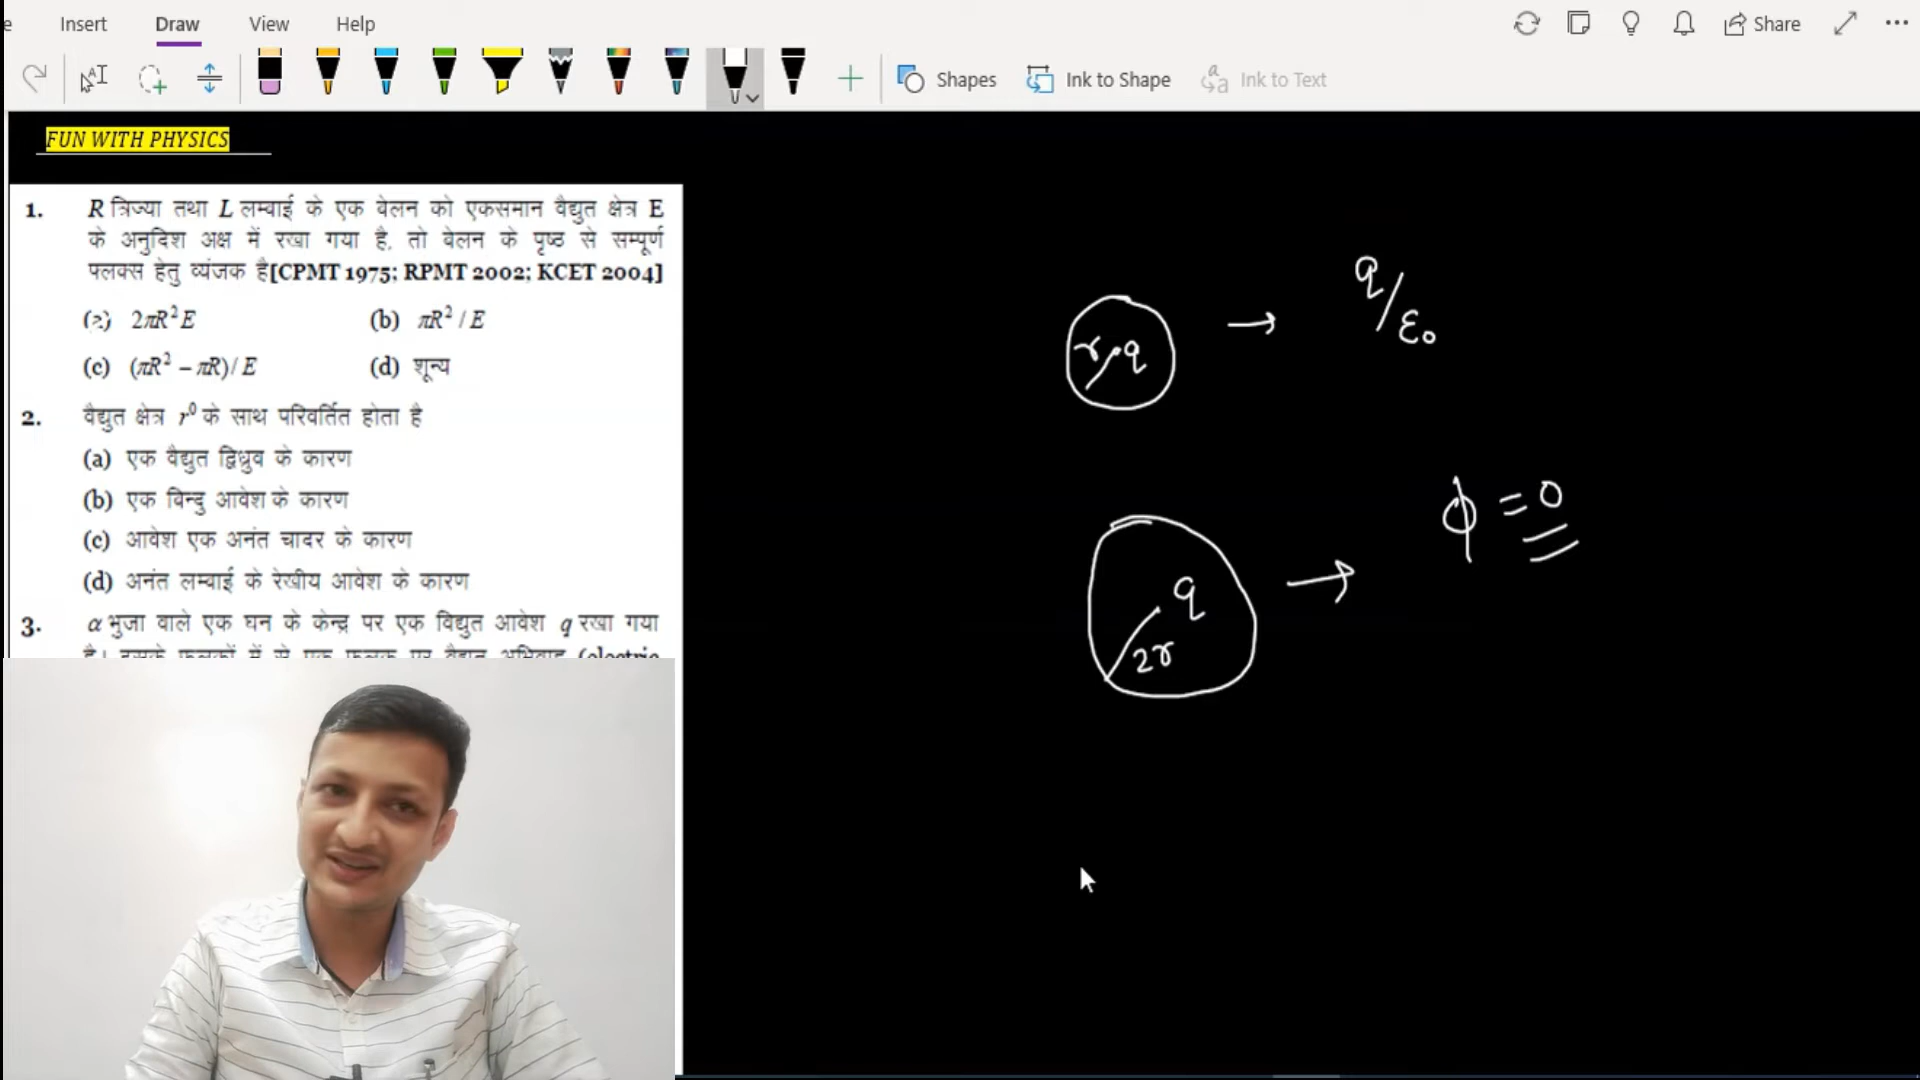 Insert Draw View Help Share
Shapes Ink to Shape Ink to Text
FUN WITH PHYSICS
1. R त्रिज्या तथा L लम्बाई के एक बेलन को एकसमान वैद्युत क्षेत्र E
के अनुदिश अक्ष में रखा गया है, तो बेलन के पृष्ठ से सम्पूर्ण
फ्लक्स हेतु व्यंजक है[CPMT 1975; RPMT 2002; KCET 2004]
(a) 2πR²E (b) πR² / E
(c) (πR² – πR)/ E (d) शून्य
2. वैद्युत क्षेत्र r⁰ के साथ परिवर्तित होता है
(a) एक वैद्युत द्विध्रुव के कारण
(b) एक बिन्दु आवेश के कारण
(c) आवेश एक अनंत चादर के कारण
(d) अनंत लम्बाई के रेखीय आवेश के कारण
3. α भुजा वाले एक घन के केन्द्र पर एक विद्युत आवेश q रखा गया
r q → q/ε₀
q 2r → ϕ = 0